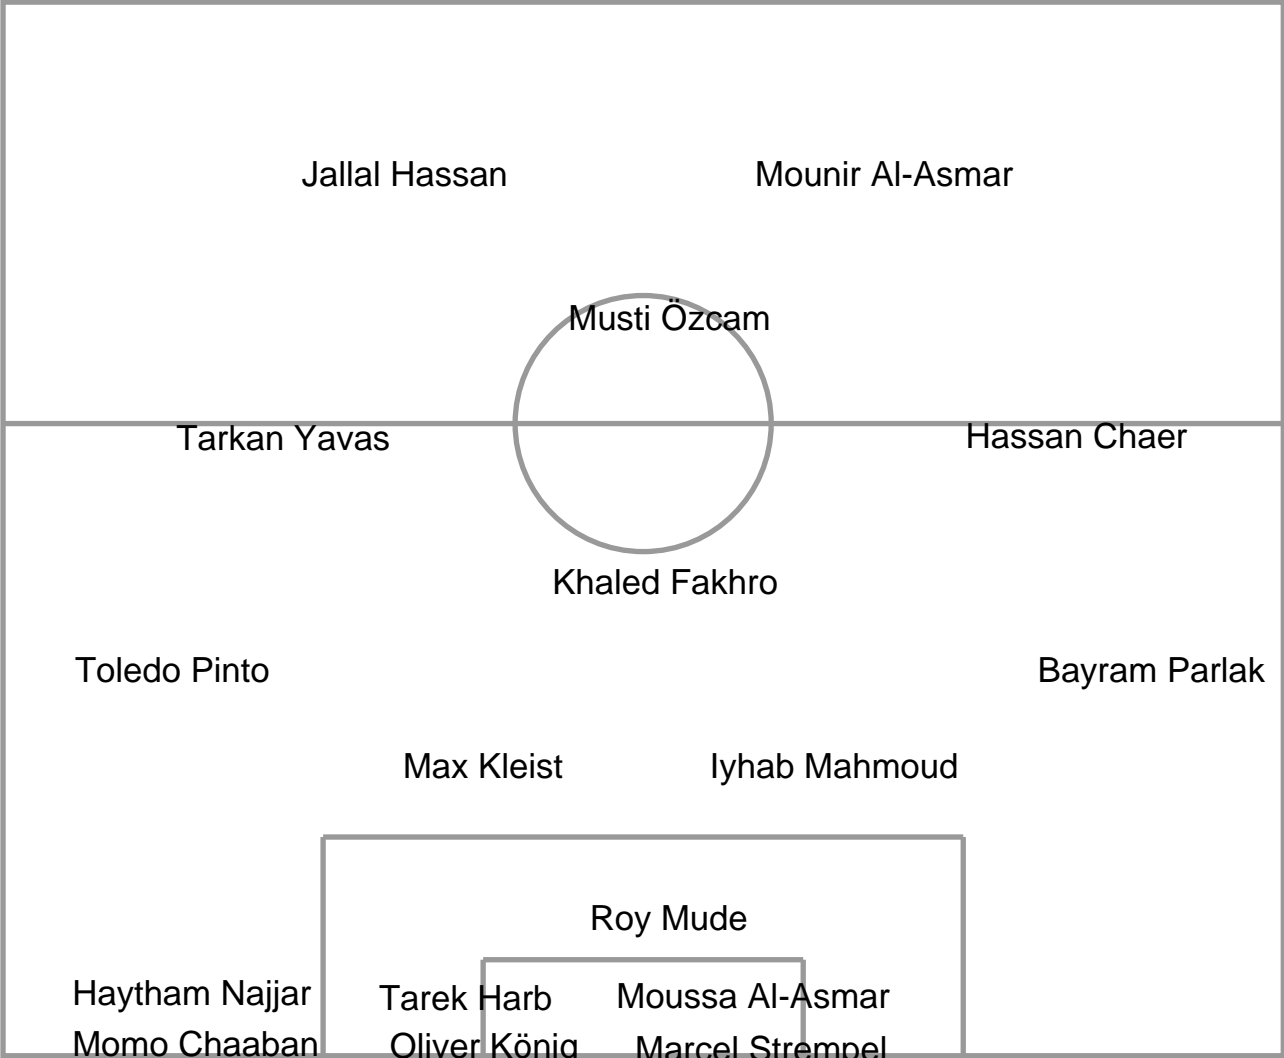 Jallal Hassan
Mounir Al-Asmar
Musti Özcam
Tarkan Yavas
Hassan Chaer
Khaled Fakhro
Toledo Pinto
Bayram Parlak
Max Kleist
Iyhab Mahmoud
Roy Mude
Haytham Najjar
Tarek Harb
Moussa Al-Asmar
Momo Chaaban
Oliver König
Marcel Strempel